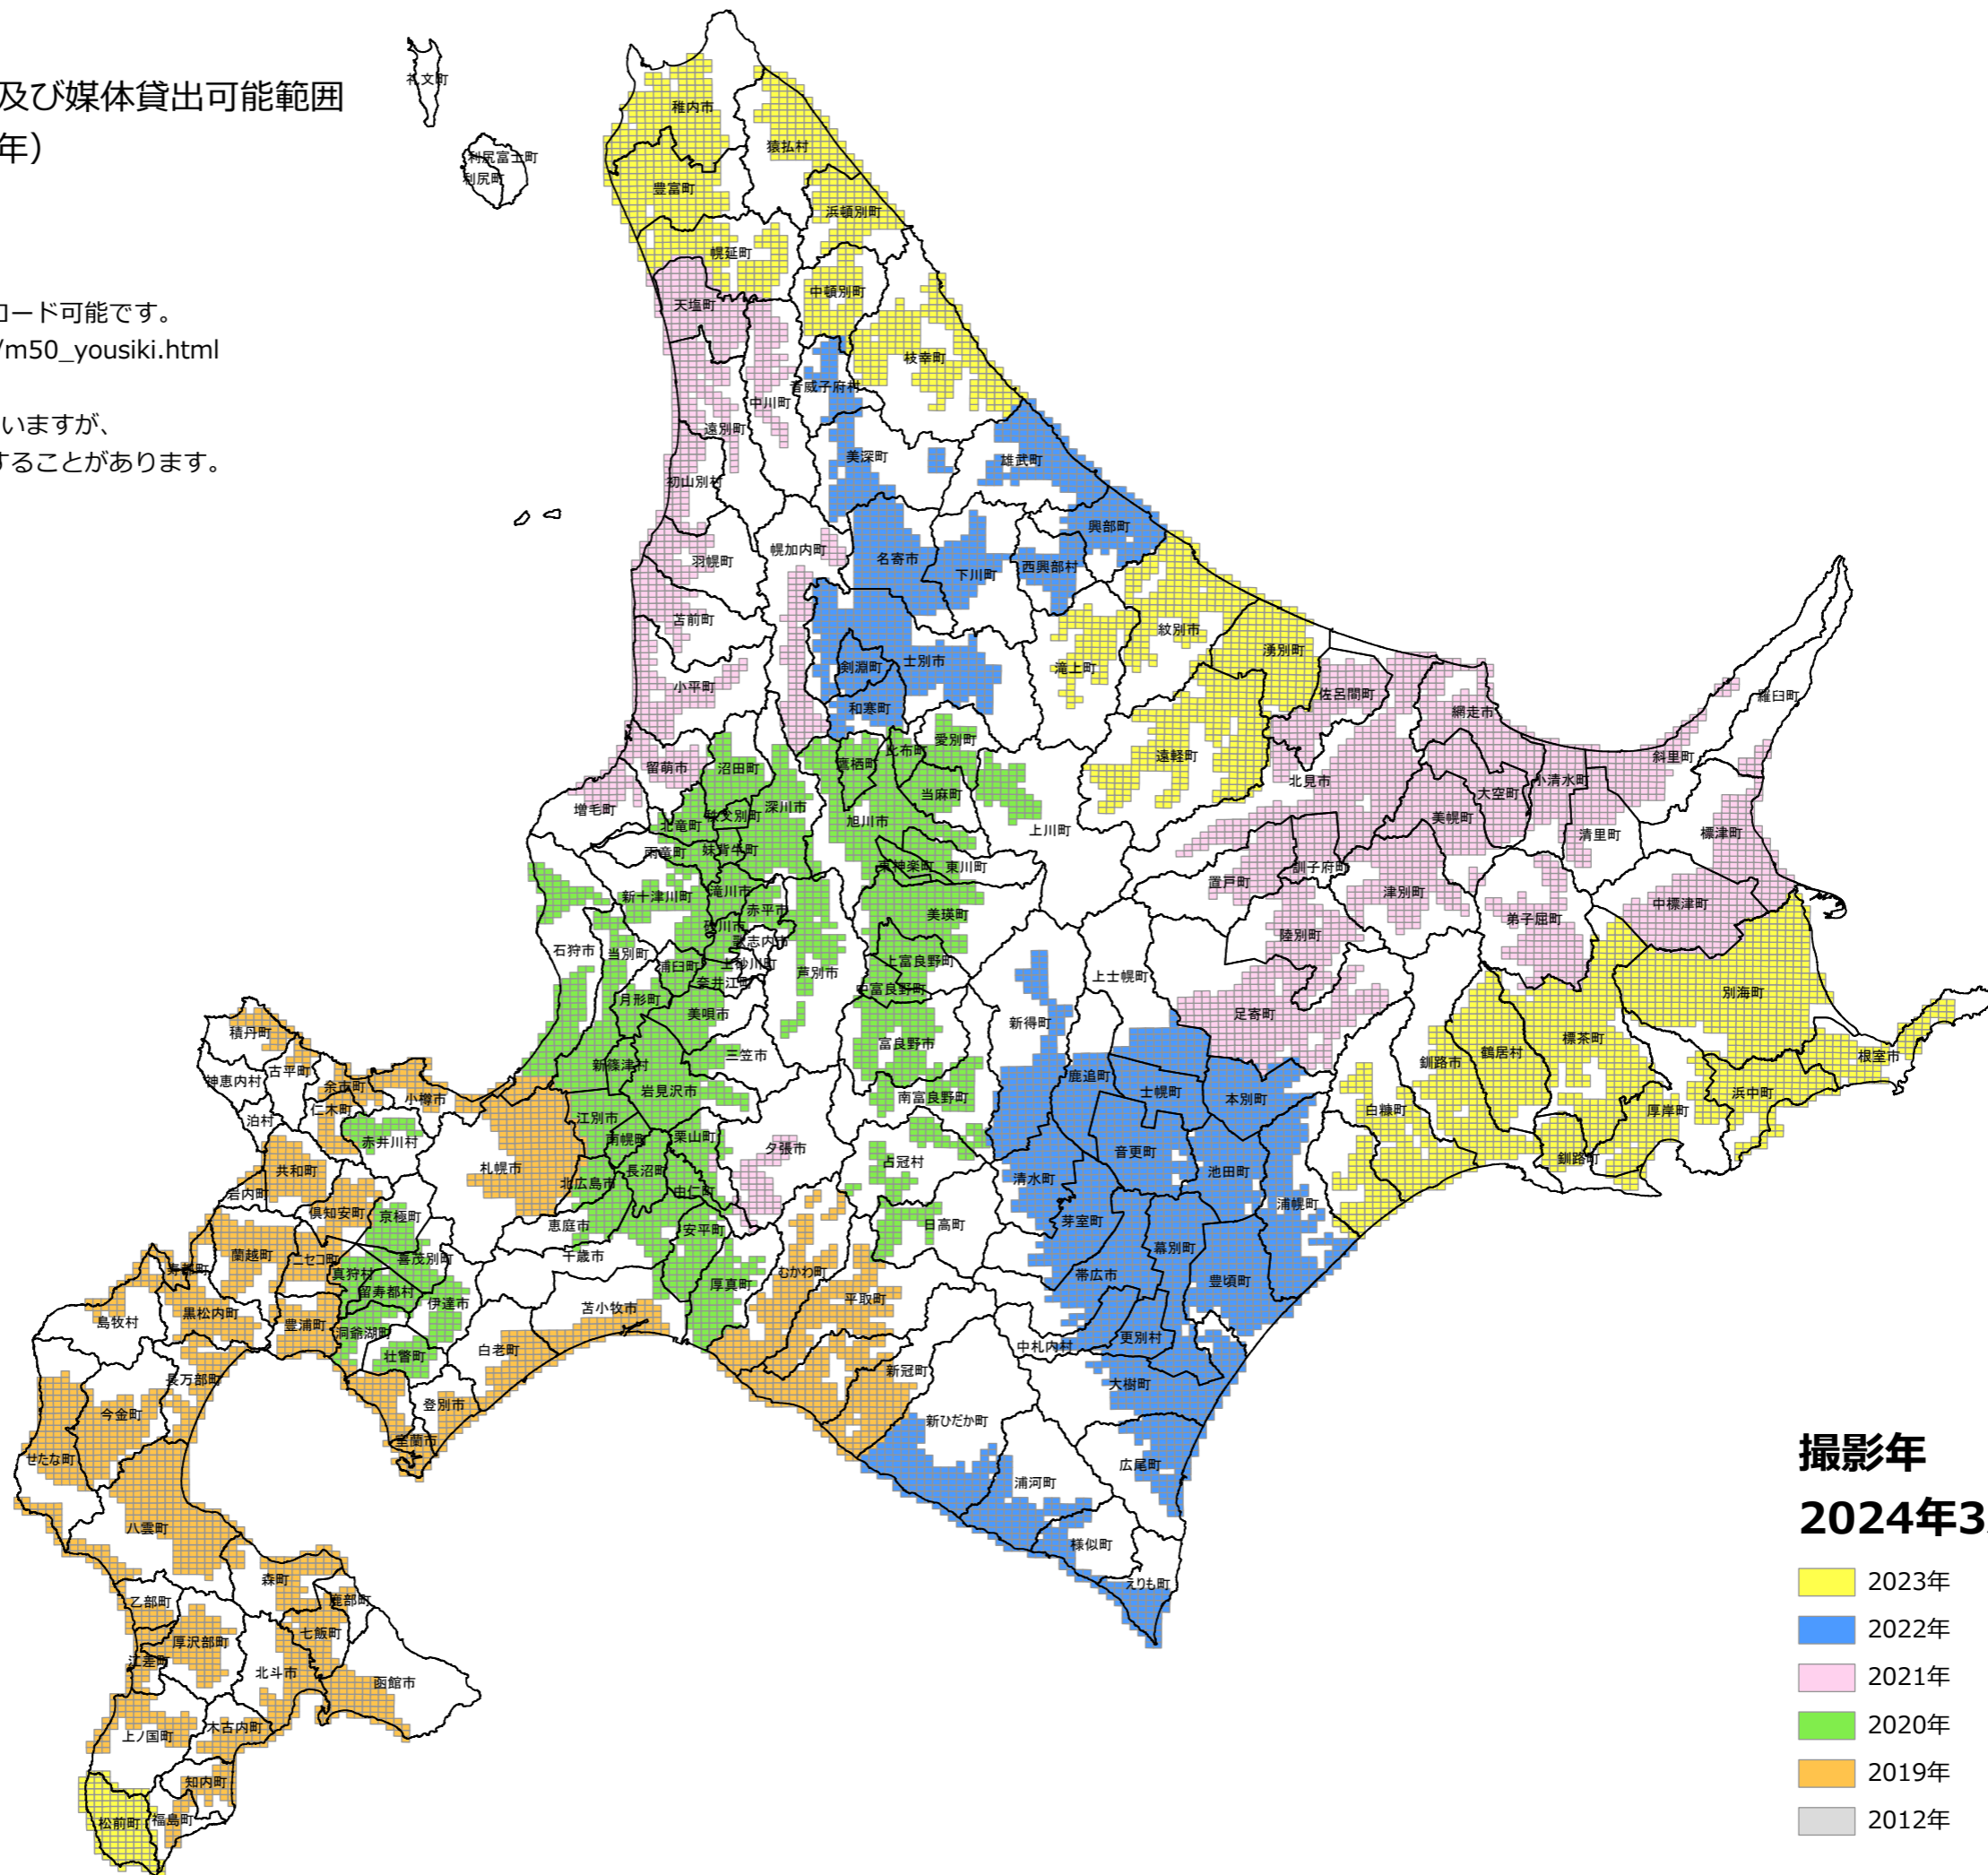 及び媒体貸出可能範囲
年）
ロード可能です。
/m50_yousiki.html
いますが、
することがあります。
礼文町
利尻富士町
利尻町
稚内市
猿払村
豊富町
浜頓別町
幌延町
中頓別町
天塩町
枝幸町
音威子府村
中川町
遠別町
美深町
雄武町
初山別村
興部町
幌加内町
羽幌町
名寄市
下川町
西興部村
苫前町
紋別市
湧別町
滝上町
士別市
剣淵町
小平町
和寒町
佐呂間町
網走市
羅臼町
愛別町
比布町
鷹栖町
遠軽町
斜里町
留萌市
沼田町
北見市
小清水町
大空町
当麻町
増毛町
深川市
秩父別町
北竜町
旭川市
上川町
美幌町
清里町
標津町
雨竜町
妹背牛町
東神楽町
東川町
訓子府町
置戸町
津別町
新十津川町
滝川市
赤平市
美瑛町
弟子屈町
中標津町
砂川市
歌志内市
陸別町
石狩市
当別町
浦臼町
上砂川町
芦別市
上富良野町
上士幌町
奈井江町
中富良野町
別海町
月形町
美唄市
新得町
足寄町
積丹町
三笠市
富良野市
標茶町
鶴居村
釧路市
根室市
新篠津村
古平町
神恵内村
余市町
小樽市
岩見沢市
南富良野町
鹿追町
士幌町
本別町
浜中町
仁木町
白糠町
厚岸町
泊村
江別市
赤井川村
南幌町
栗山町
夕張市
占冠村
音更町
釧路町
札幌市
共和町
長沼町
清水町
池田町
北広島市
由仁町
岩内町
浦幌町
倶知安町
京極町
恵庭市
安平町
日高町
芽室町
千歳市
幕別町
蘭越町
ニセコ町
喜茂別町
寿都町
真狩村
留寿都村
むかわ町
帯広市
厚真町
豊頃町
伊達市
平取町
苫小牧市
黒松内町
島牧村
豊浦町
洞爺湖町
更別村
中札内村
白老町
壮瞥町
新冠町
長万部町
大樹町
登別市
今金町
新ひだか町
室蘭市
せたな町
広尾町
浦河町
撮影年
2024年3
八雲町
様似町
えりも町
森町
2023年
乙部町
鹿部町
2022年
七飯町
厚沢部町
江差町
北斗市
函館市
2021年
木古内町
上ノ国町
2020年
知内町
2019年
福島町
松前町
2012年